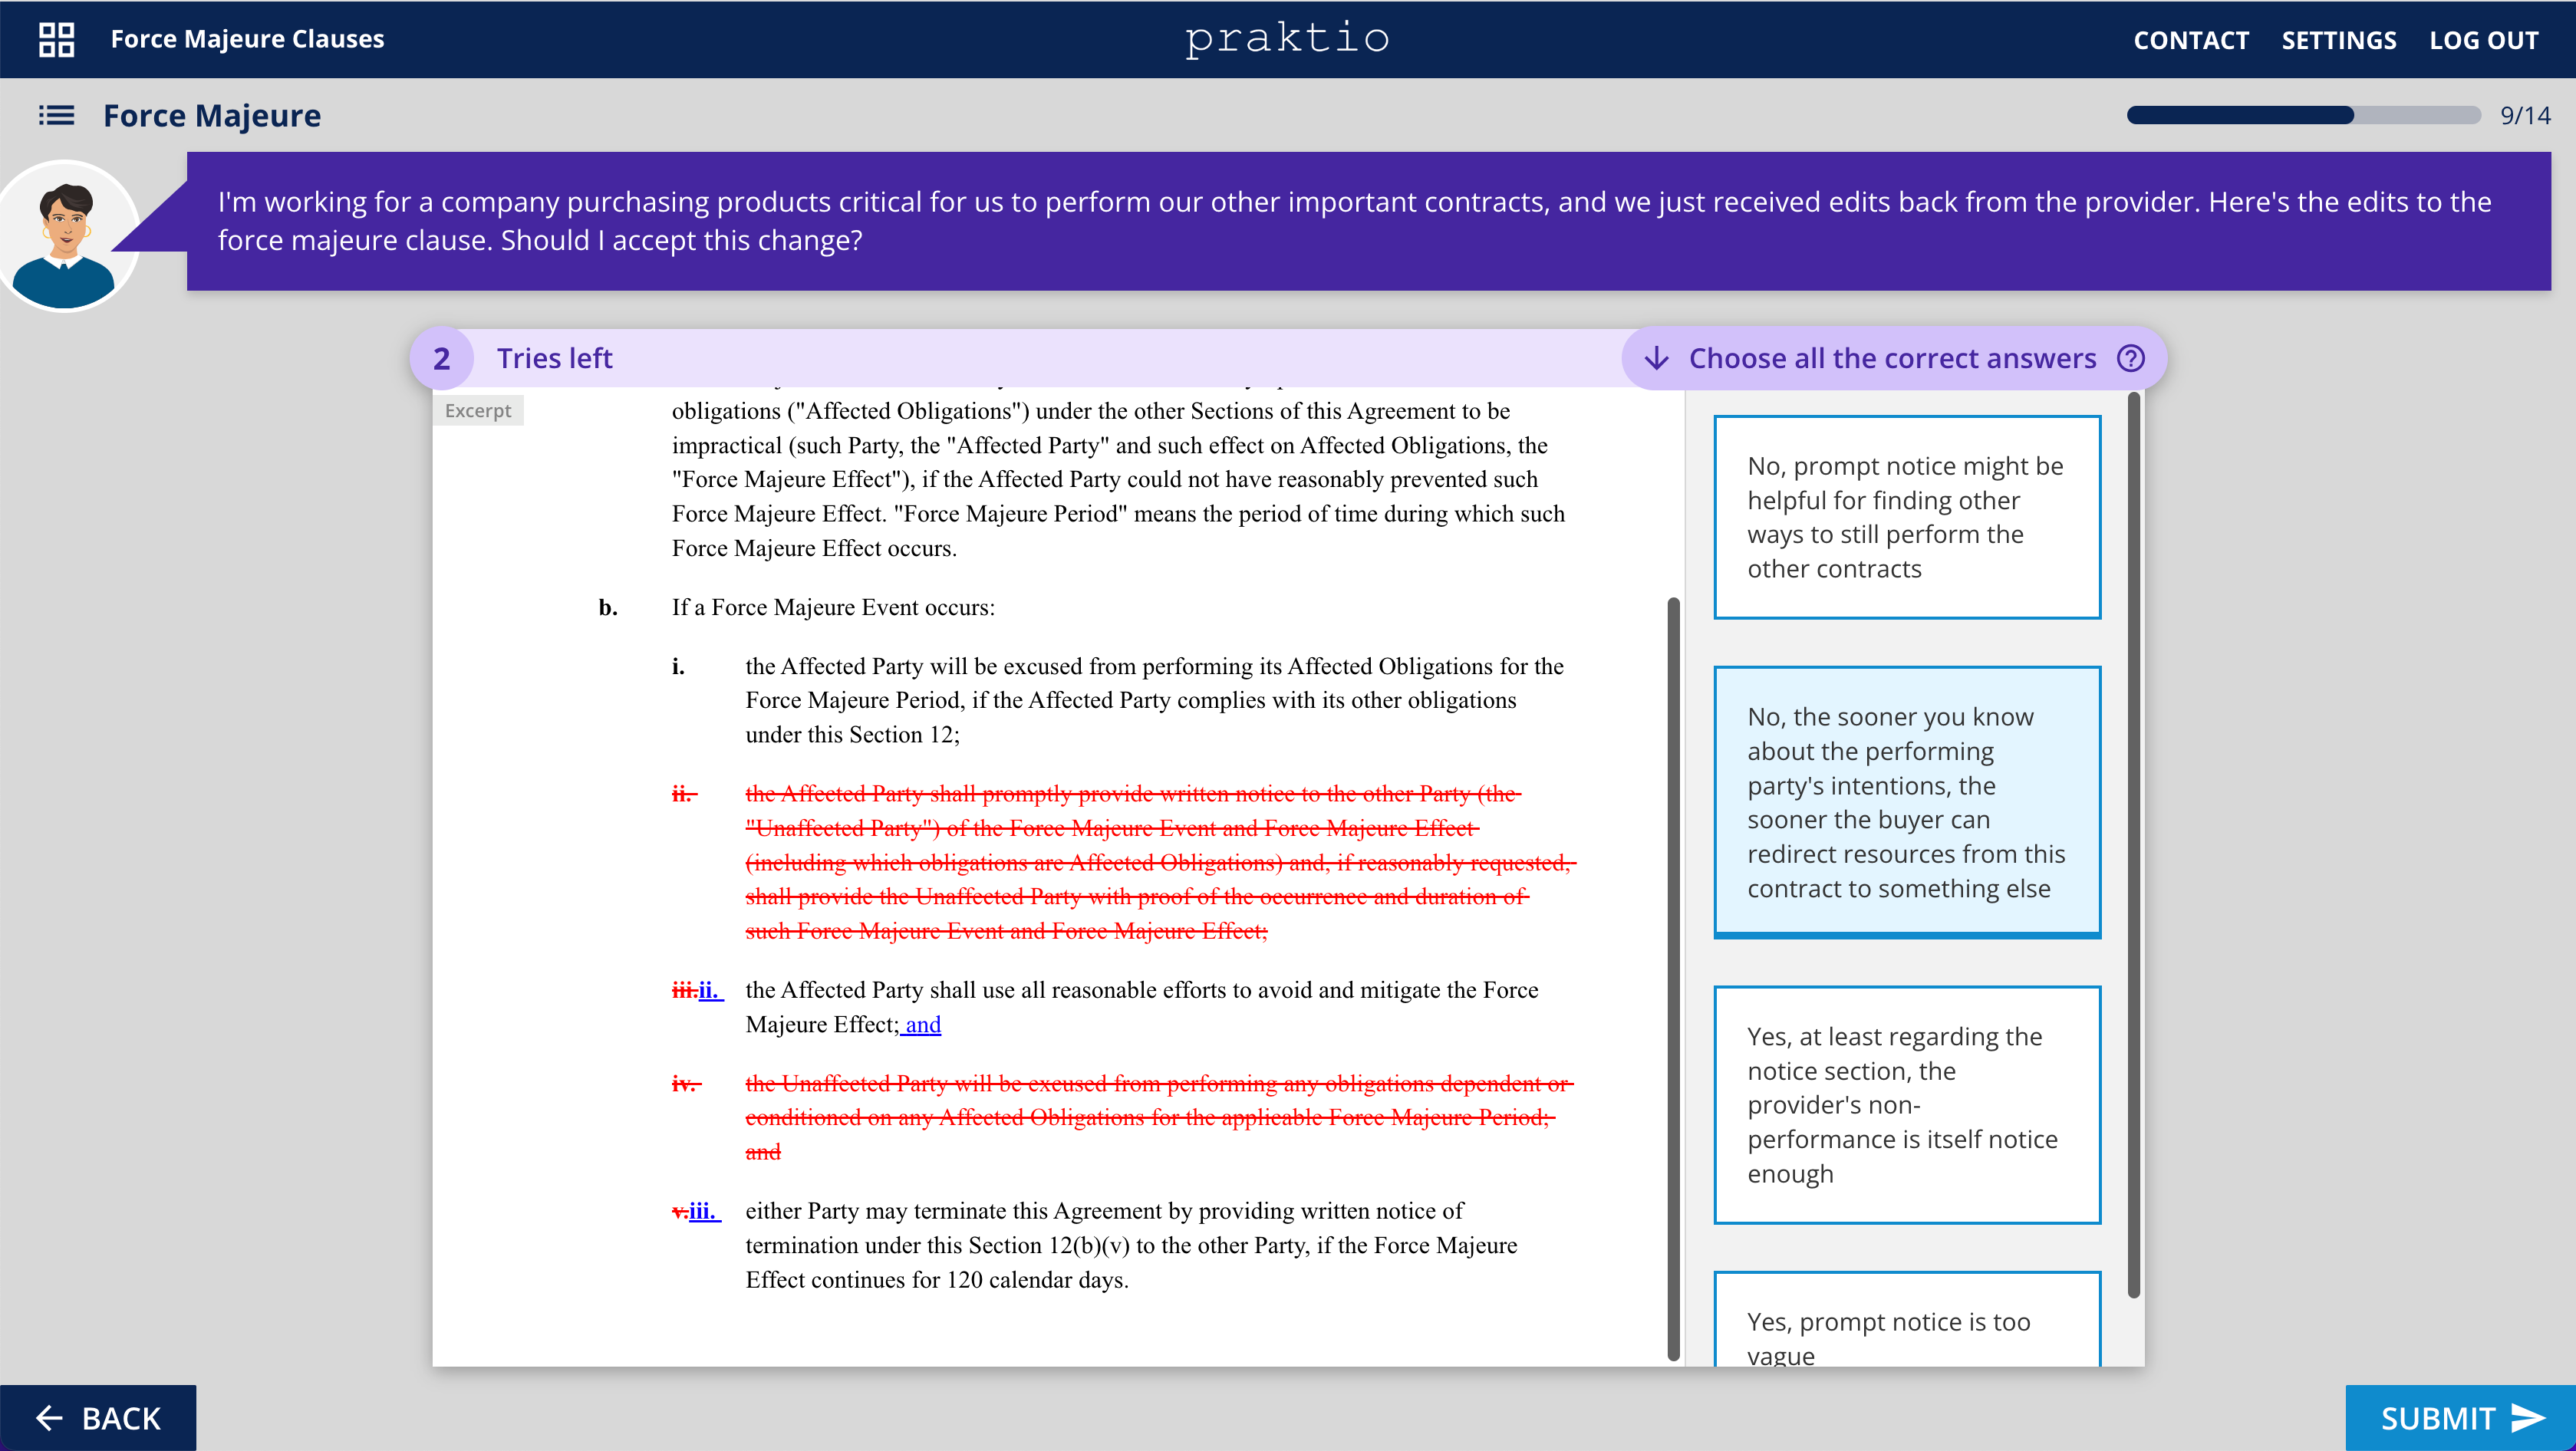 Force Majeure Clauses
praktio
CONTACT SETTINGS LOG OUT
Force Majeure
9/14
I'm working for a company purchasing products critical for us to perform our other important contracts, and we just received edits back from the provider. Here's the edits to the
force majeure clause. Should I accept this change?
2 Tries left
Choose all the correct answers
Excerpt
obligations ("Affected Obligations") under the other Sections of this Agreement to be
impractical (such Party, the "Affected Party" and such effect on Affected Obligations, the
"Force Majeure Effect"), if the Affected Party could not have reasonably prevented such
Force Majeure Effect. "Force Majeure Period" means the period of time during which such
Force Majeure Effect occurs.
b. If a Force Majeure Event occurs:
i. the Affected Party will be excused from performing its Affected Obligations for the
Force Majeure Period, if the Affected Party complies with its other obligations
under this Section 12;
ii. the Affected Party shall promptly provide written notice to the other Party (the
"Unaffected Party") of the Force Majeure Event and Force Majeure Effect
(including which obligations are Affected Obligations) and, if reasonably requested,
shall provide the Unaffected Party with proof of the occurrence and duration of
such Force Majeure Event and Force Majeure Effect;
iii.ii. the Affected Party shall use all reasonable efforts to avoid and mitigate the Force
Majeure Effect; and
iv. the Unaffected Party will be excused from performing any obligations dependent or
conditioned on any Affected Obligations for the applicable Force Majeure Period;
and
v.iii. either Party may terminate this Agreement by providing written notice of
termination under this Section 12(b)(v) to the other Party, if the Force Majeure
Effect continues for 120 calendar days.
No, prompt notice might be
helpful for finding other
ways to still perform the
other contracts
No, the sooner you know
about the performing
party's intentions, the
sooner the buyer can
redirect resources from this
contract to something else
Yes, at least regarding the
notice section, the
provider's non-
performance is itself notice
enough
Yes, prompt notice is too
vague
BACK
SUBMIT